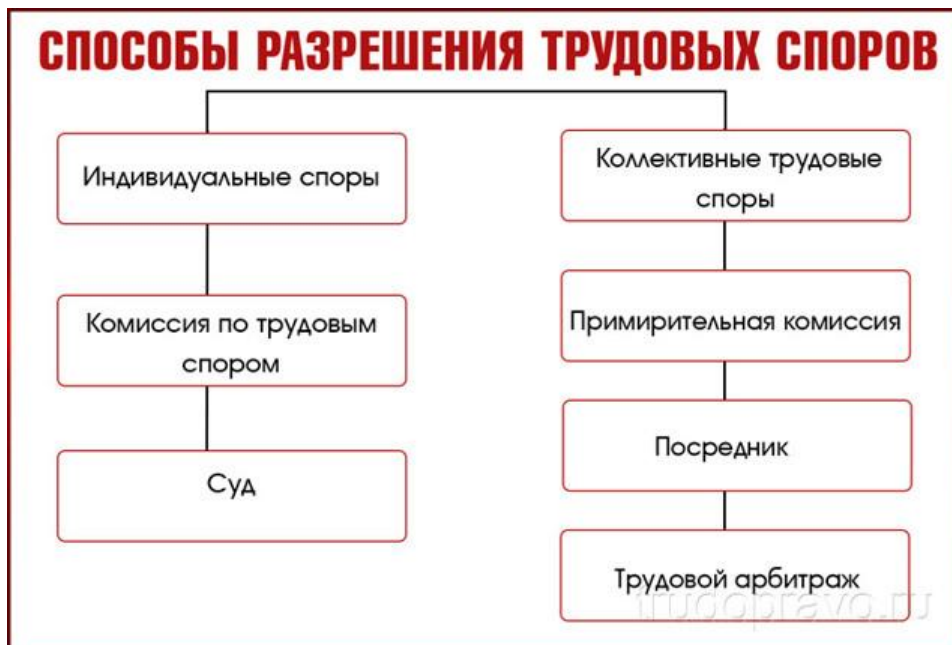 СПОСОБЫ РАЗРЕШЕНИЯ ТРУДОВЫХ СПОРОВ
Индивидуальные споры
Комиссия по трудовым
спором
Суд
Коллективные трудовые
споры
Примирительная комиссия
Посредник
Трудовой арбитраж
trudopravo.ru